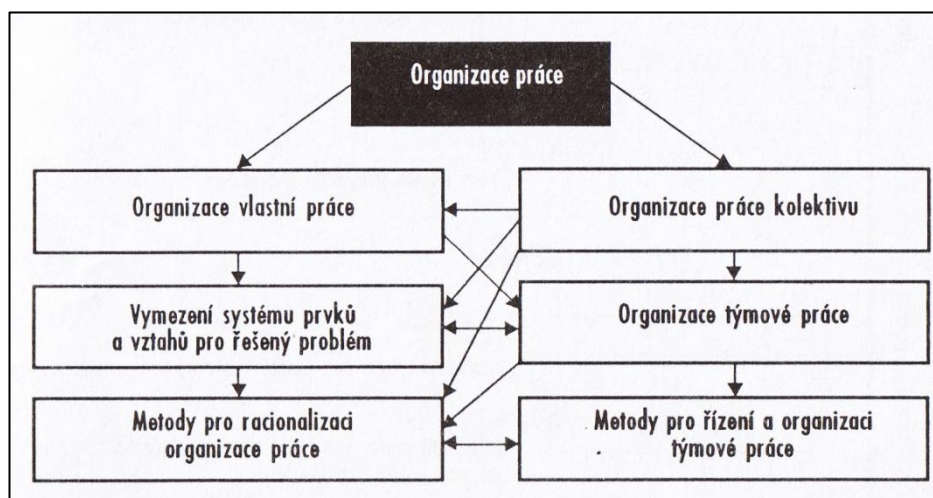 Organizace práce
Organizace vlastní práce
Organizace práce kolektivu
Vymezení systému prvků
a vztahů pro řešený problém
Organizace týmové práce
Metody pro racionalizaci
organizace práce
Metody pro řízení a organizaci
týmové práce